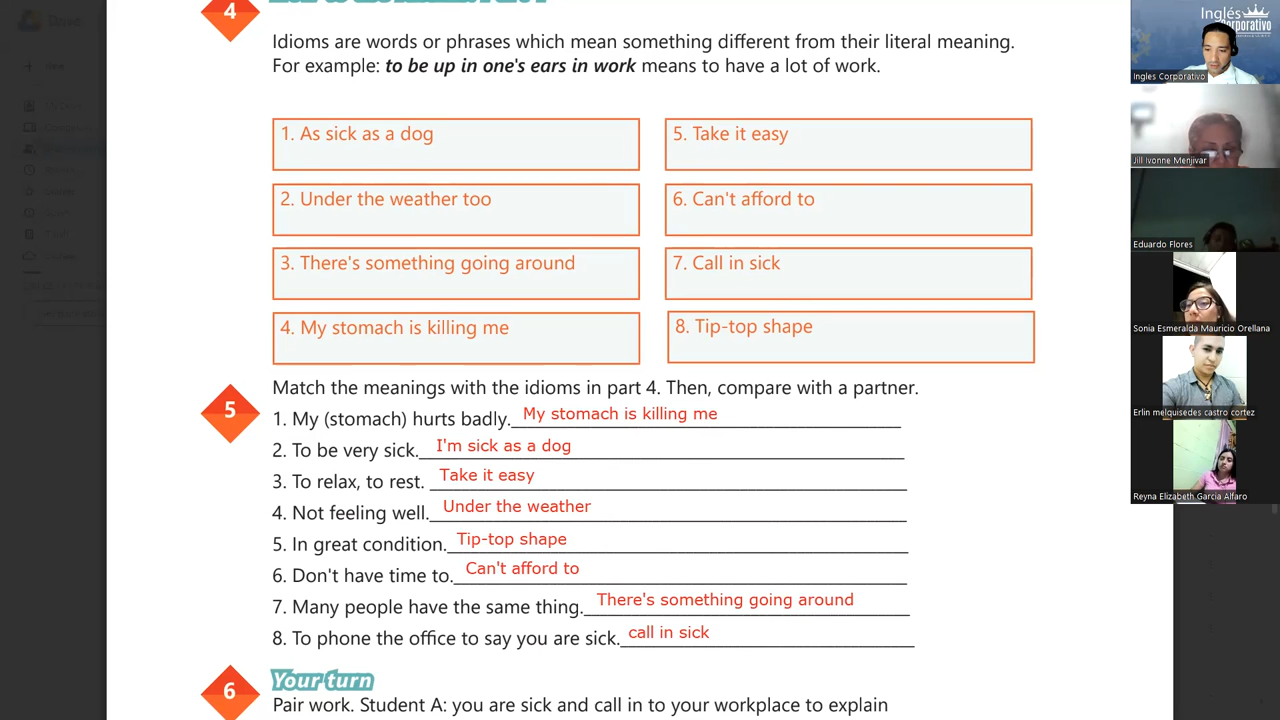 4
Idioms are words or phrases which mean something different from their literal meaning.
For example: to be up in one's ears in work means to have a lot of work.
1. As sick as a dog
5. Take it easy
2. Under the weather too
6. Can't afford to
3. There's something going around
7. Call in sick
4. My stomach is killing me
8. Tip-top shape
5
Match the meanings with the idioms in part 4. Then, compare with a partner.
1. My (stomach) hurts badly. My stomach is killing me
2. To be very sick. I'm sick as a dog
3. To relax, to rest. Take it easy
4. Not feeling well. Under the weather
5. In great condition. Tip-top shape
6. Don't have time to. Can't afford to
7. Many people have the same thing. There's something going around
8. To phone the office to say you are sick. call in sick
6
Your turn
Pair work. Student A: you are sick and call in to your workplace to explain
Inglés
Corporativo
Ingles Corporativo
Jill Ivonne Menjivar
Eduardo Flores
Sonia Esmeralda Mauricio Orellana
Erlin melquisedes castro cortez
Reyna Elizabeth Garcia Alfaro